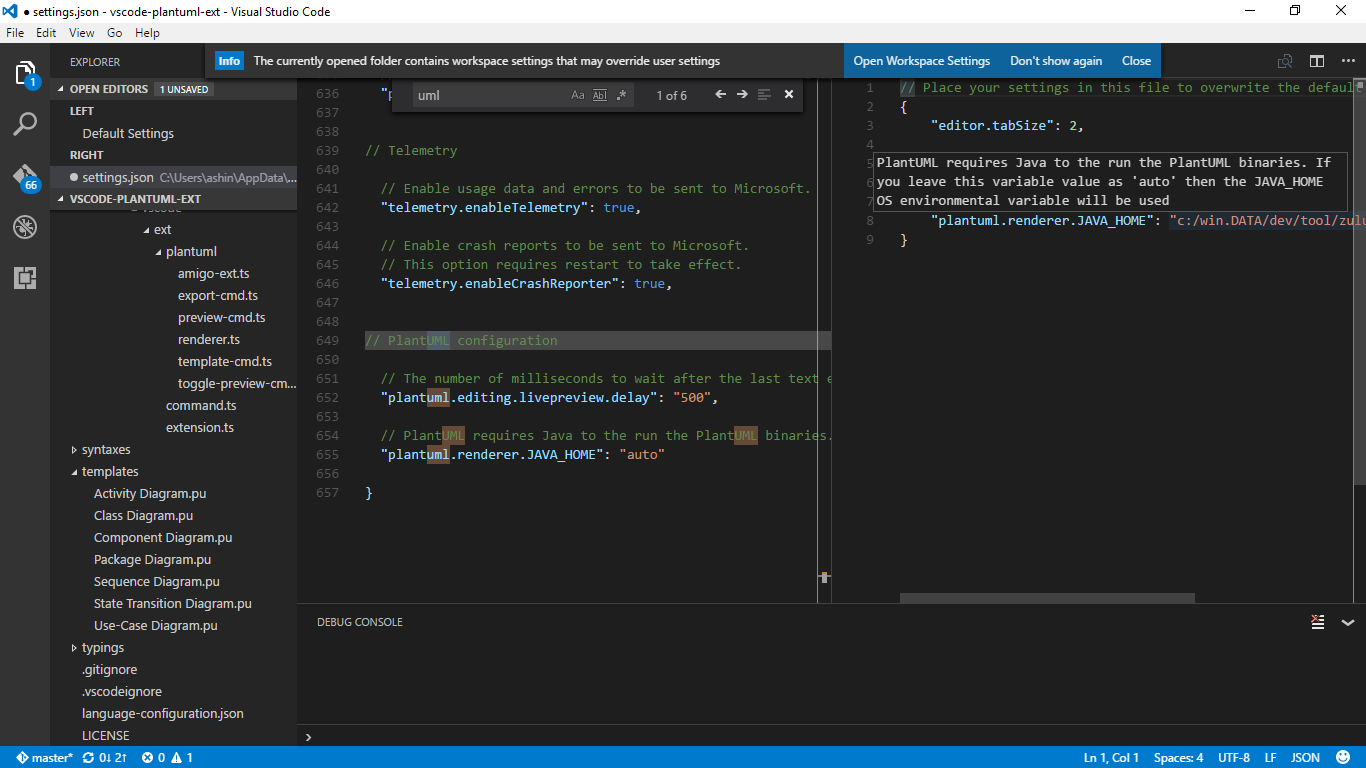 ● settings.json - vscode-plantuml-ext - Visual Studio Code
File Edit View Go Help
EXPLORER
Info The currently opened folder contains workspace settings that may override user settings
Open Workspace Settings Don't show again Close
1
66
OPEN EDITORS 1 UNSAVED
LEFT
Default Settings
RIGHT
● settings.json C:\Users\ashin\AppData\...
VSCODE-PLANTUML-EXT
ext
plantuml
amigo-ext.ts
export-cmd.ts
preview-cmd.ts
renderer.ts
template-cmd.ts
toggle-preview-cm...
command.ts
extension.ts
syntaxes
templates
Activity Diagram.pu
Class Diagram.pu
Component Diagram.pu
Package Diagram.pu
Sequence Diagram.pu
State Transition Diagram.pu
Use-Case Diagram.pu
typings
.gitignore
.vscodeignore
language-configuration.json
LICENSE
uml Aa Abl .* 1 of 6
636 "p
637
638
639 // Telemetry
640
641 // Enable usage data and errors to be sent to Microsoft.
642 "telemetry.enableTelemetry": true,
643
644 // Enable crash reports to be sent to Microsoft.
645 // This option requires restart to take effect.
646 "telemetry.enableCrashReporter": true,
647
648
649 // PlantUML configuration
650
651 // The number of milliseconds to wait after the last text e
652 "plantuml.editing.livepreview.delay": "500",
653
654 // PlantUML requires Java to the run the PlantUML binaries.
655 "plantuml.renderer.JAVA_HOME": "auto"
656
657 }
1 // Place your settings in this file to overwrite the default
2 {
3 "editor.tabSize": 2,
4
PlantUML requires Java to the run the PlantUML binaries. If
you leave this variable value as 'auto' then the JAVA_HOME
OS environmental variable will be used
8 "plantuml.renderer.JAVA_HOME": "c:/win.DATA/dev/tool/zulu
9 }
DEBUG CONSOLE
master* 0↓ 2↑ 0 1
Ln 1, Col 1 Spaces: 4 UTF-8 LF JSON